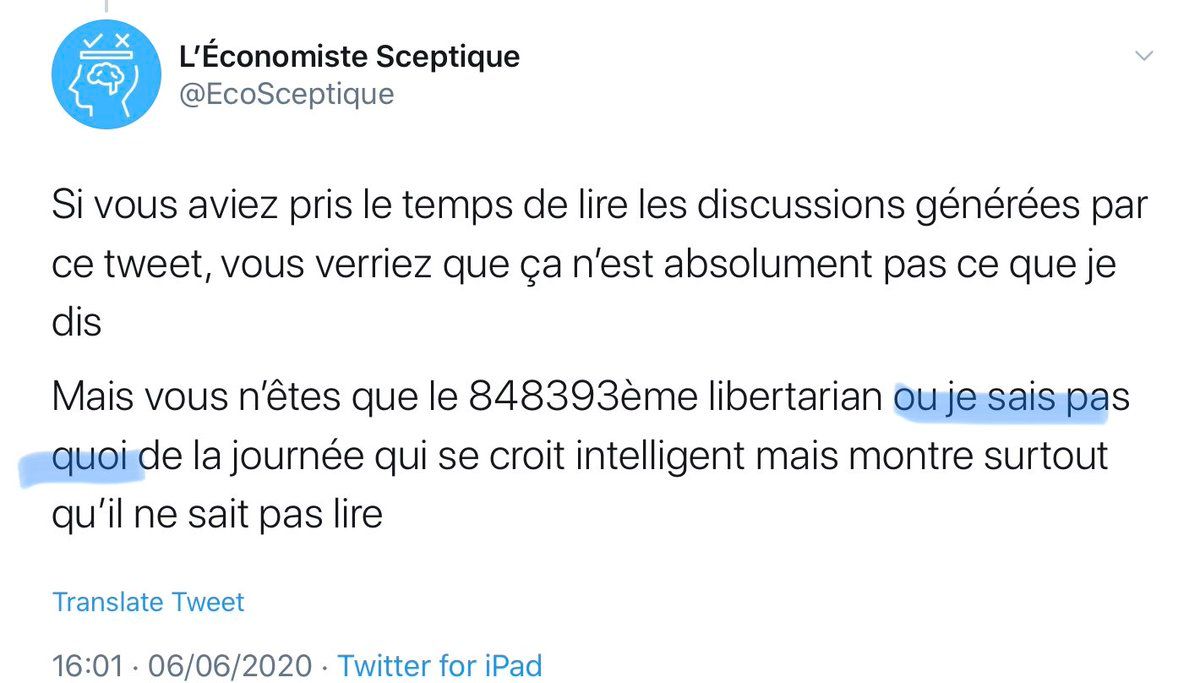 L’Économiste Sceptique
@EcoSceptique
Si vous aviez pris le temps de lire les discussions générées par
ce tweet, vous verriez que ça n’est absolument pas ce que je
dis
Mais vous n’êtes que le 848393ème libertarian ou je sais pas
quoi de la journée qui se croit intelligent mais montre surtout
qu’il ne sait pas lire
Translate Tweet
16:01 · 06/06/2020 · Twitter for iPad